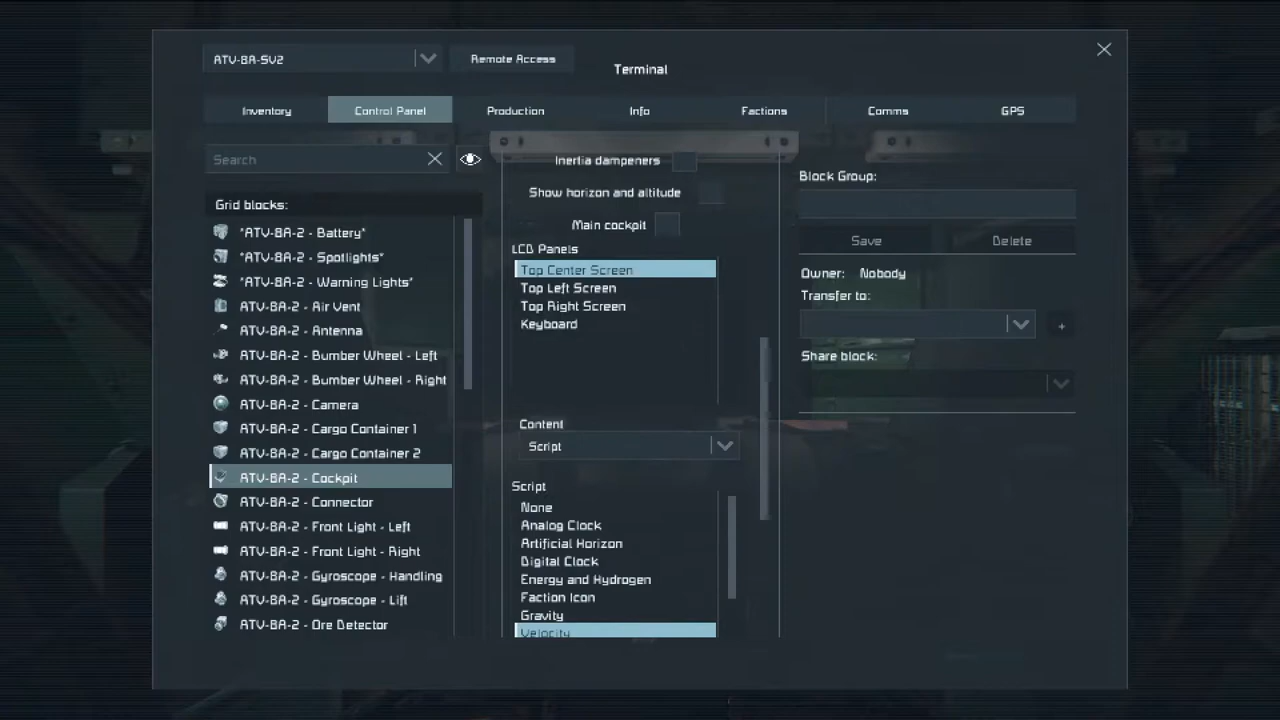 ATV-BA-SV2
Remote Access
Terminal
Inventory
Control Panel
Production
Info
Factions
Comms
GPS
Search
Grid blocks:
*ATV-BA-2 - Battery*
*ATV-BA-2 - Spotlights*
*ATV-BA-2 - Warning Lights*
ATV-BA-2 - Air Vent
ATV-BA-2 - Antenna
ATV-BA-2 - Bumber Wheel - Left
ATV-BA-2 - Bumber Wheel - Right
ATV-BA-2 - Camera
ATV-BA-2 - Cargo Container 1
ATV-BA-2 - Cargo Container 2
ATV-BA-2 - Cockpit
ATV-BA-2 - Connector
ATV-BA-2 - Front Light - Left
ATV-BA-2 - Front Light - Right
ATV-BA-2 - Gyroscope - Handling
ATV-BA-2 - Gyroscope - Lift
ATV-BA-2 - Ore Detector
Inertia dampeners
Show horizon and altitude
Main cockpit
LCD Panels
Top Center Screen
Top Left Screen
Top Right Screen
Keyboard
Content
Script
Script
None
Analog Clock
Artificial Horizon
Digital Clock
Energy and Hydrogen
Faction Icon
Gravity
Velocity
Block Group:
Save
Delete
Owner: Nobody
Transfer to:
+
Share block: